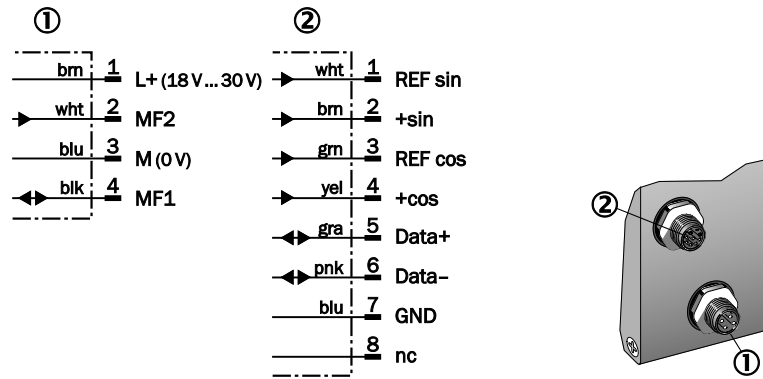 ①
brn 1 L+ (18 V... 30 V)
wht 2 MF2
blu 3 M (0 V)
blk 4 MF1
②
wht 1 REF sin
brn 2 +sin
grn 3 REF cos
yel 4 +cos
gra 5 Data+
pnk 6 Data–
blu 7 GND
8 nc
②
①